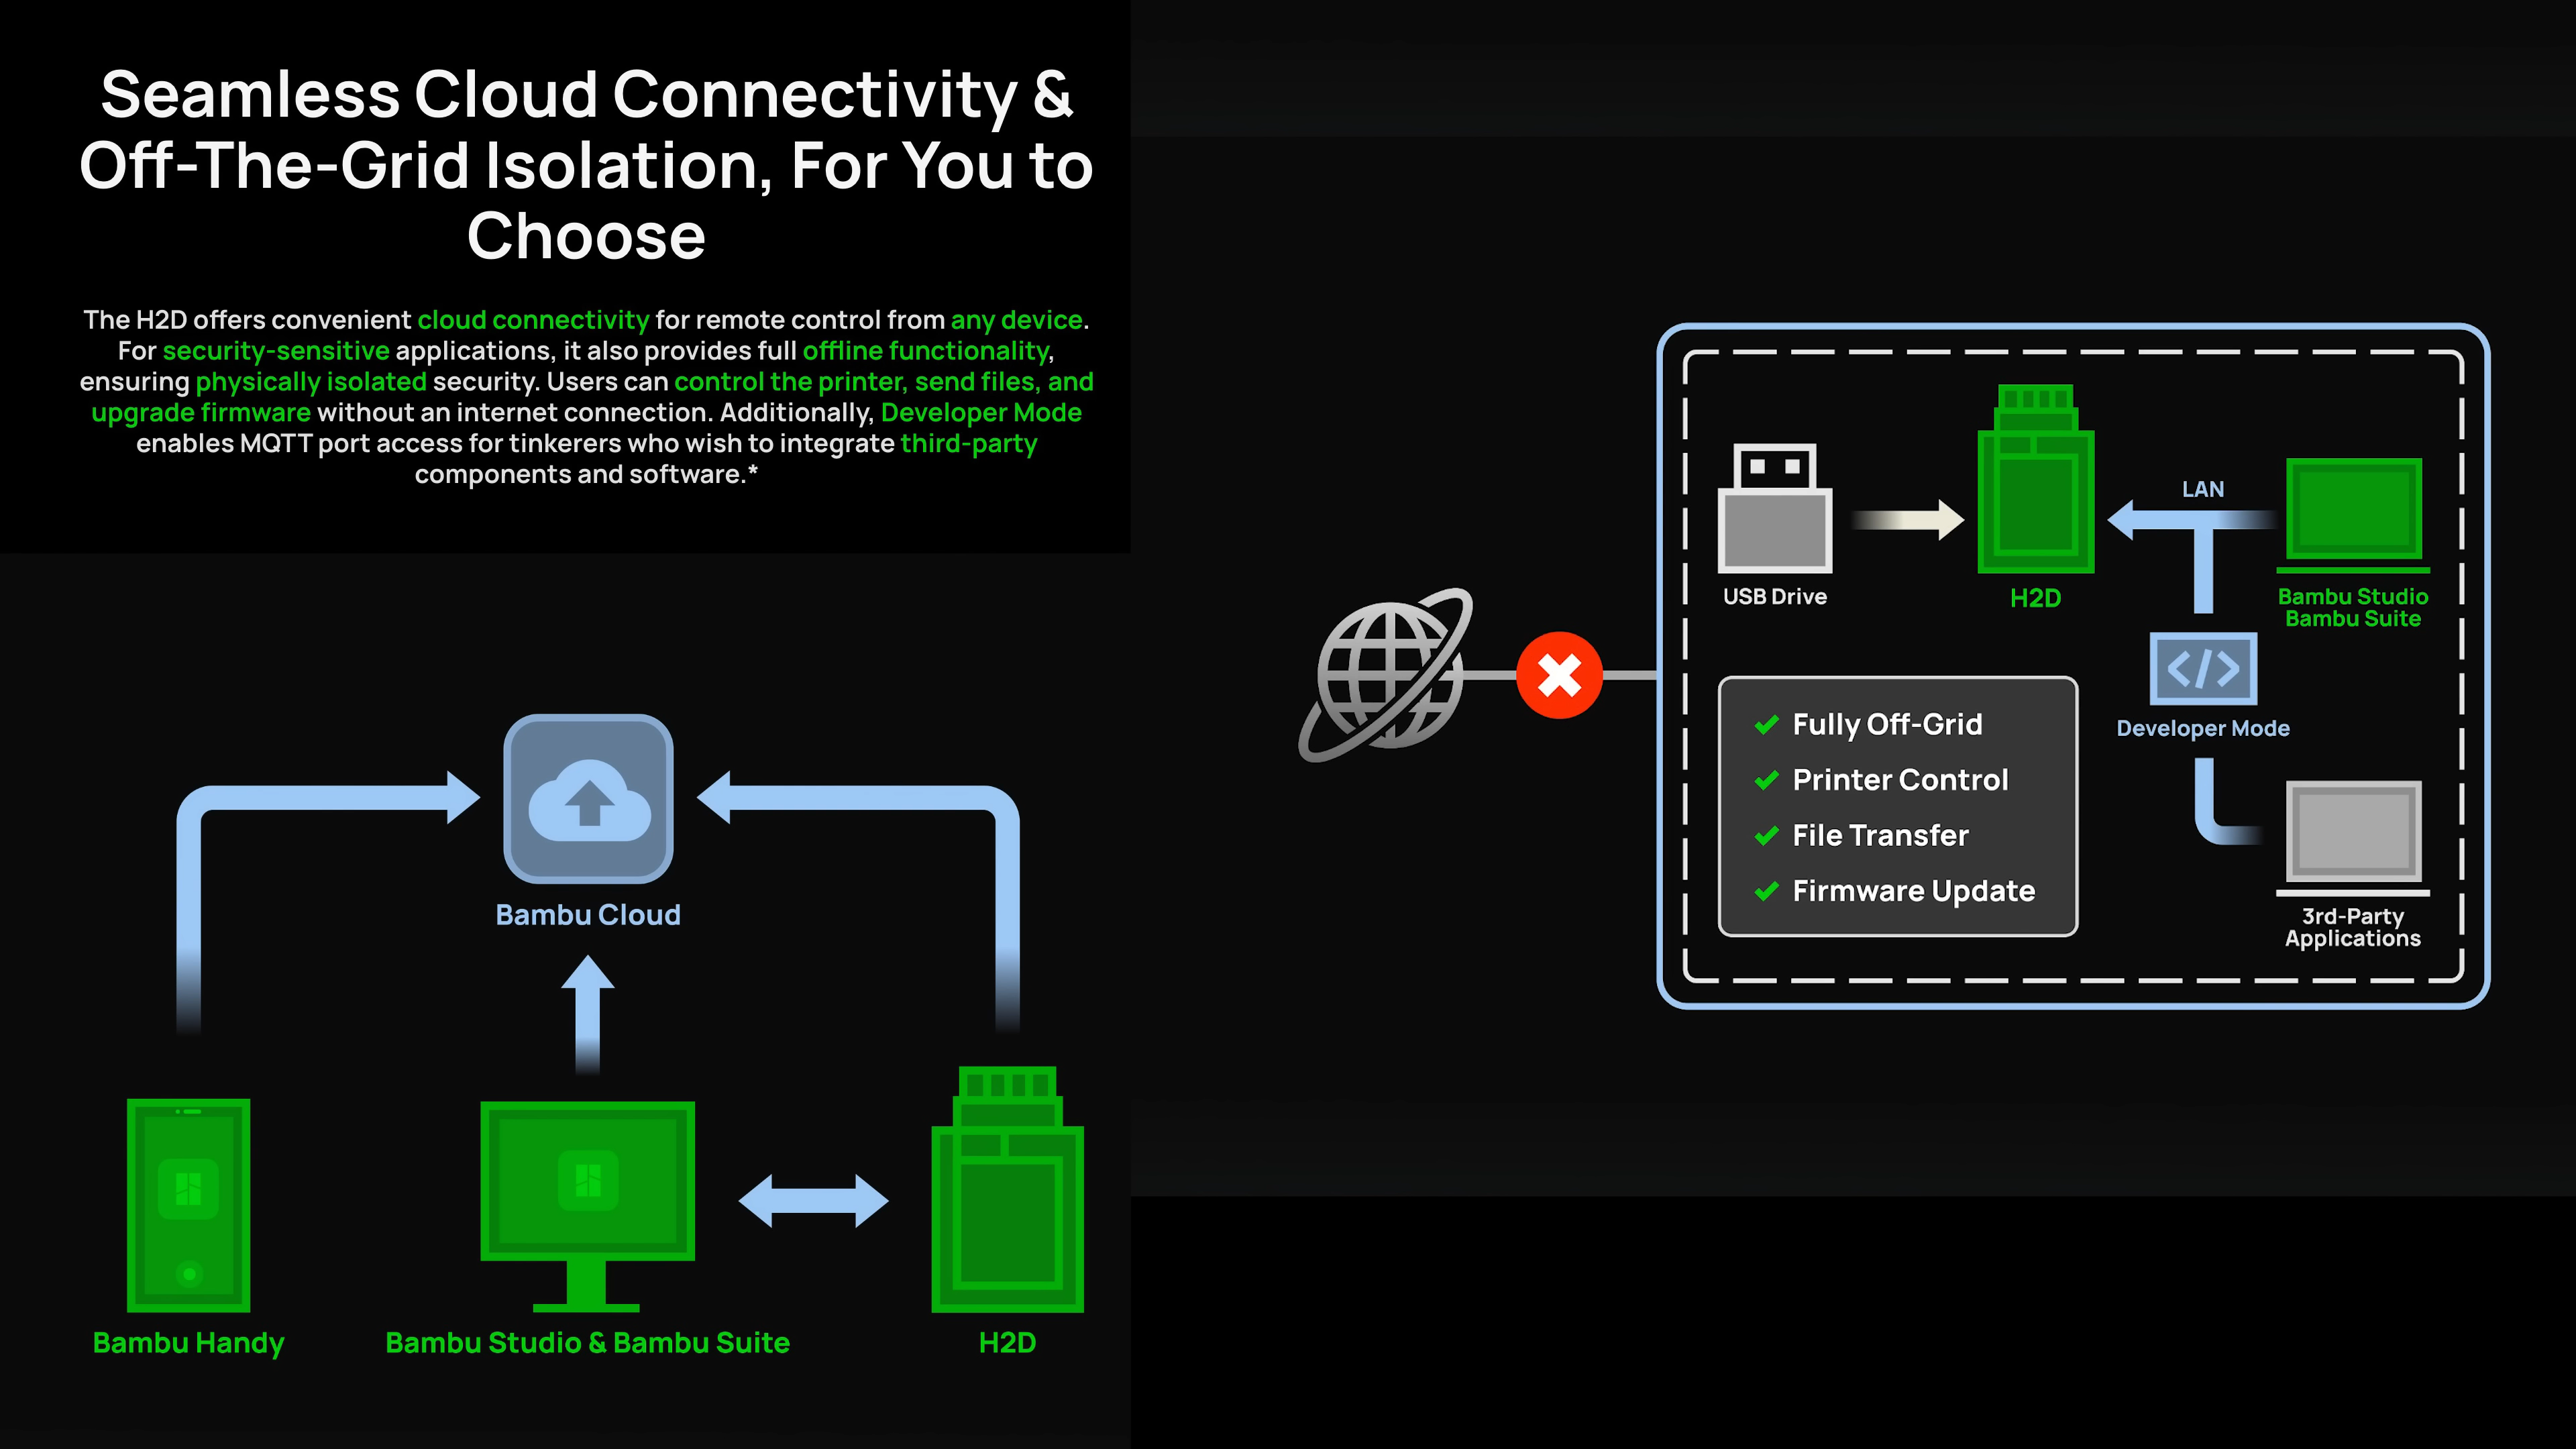 Seamless Cloud Connectivity &
Off-The-Grid Isolation, For You to
Choose
The H2D offers convenient cloud connectivity for remote control from any device.
For security-sensitive applications, it also provides full offline functionality,
ensuring physically isolated security. Users can control the printer, send files, and
upgrade firmware without an internet connection. Additionally, Developer Mode
enables MQTT port access for tinkerers who wish to integrate third-party
components and software.*
Bambu Cloud
Bambu Handy
Bambu Studio & Bambu Suite
H2D
LAN
USB Drive
H2D
Bambu Studio
Bambu Suite
</>
Developer Mode
Fully Off-Grid
Printer Control
File Transfer
Firmware Update
3rd-Party
Applications